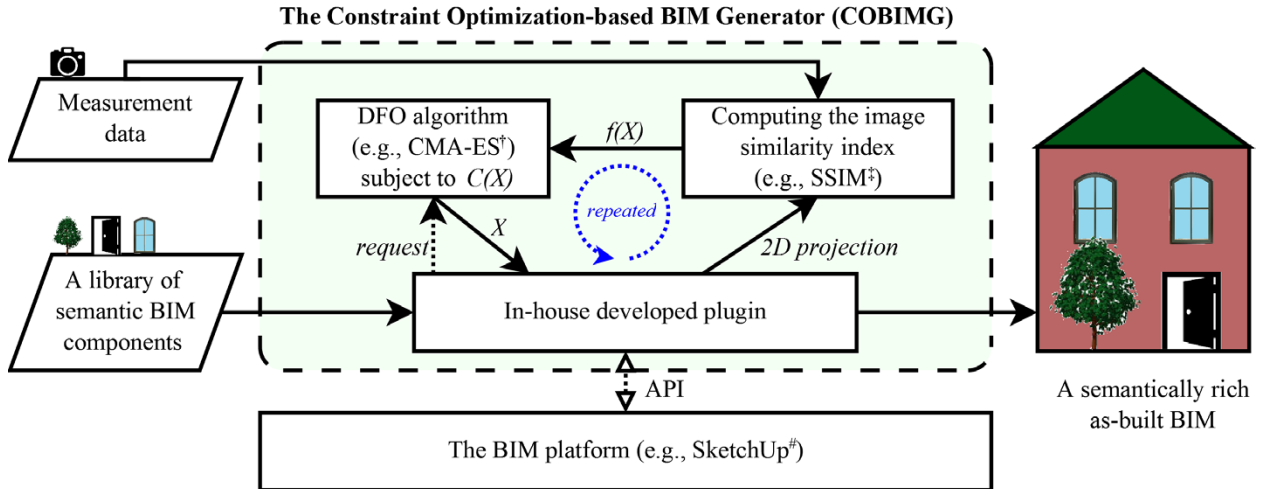 The Constraint Optimization-based BIM Generator (COBIMG)
Measurement
data
DFO algorithm
(e.g., CMA-ES†)
subject to C(X)
f(X)
Computing the image
similarity index
(e.g., SSIM‡)
repeated
request
X
2D projection
A library of
semantic BIM
components
In-house developed plugin
API
The BIM platform (e.g., SketchUp#)
A semantically rich
as-built BIM